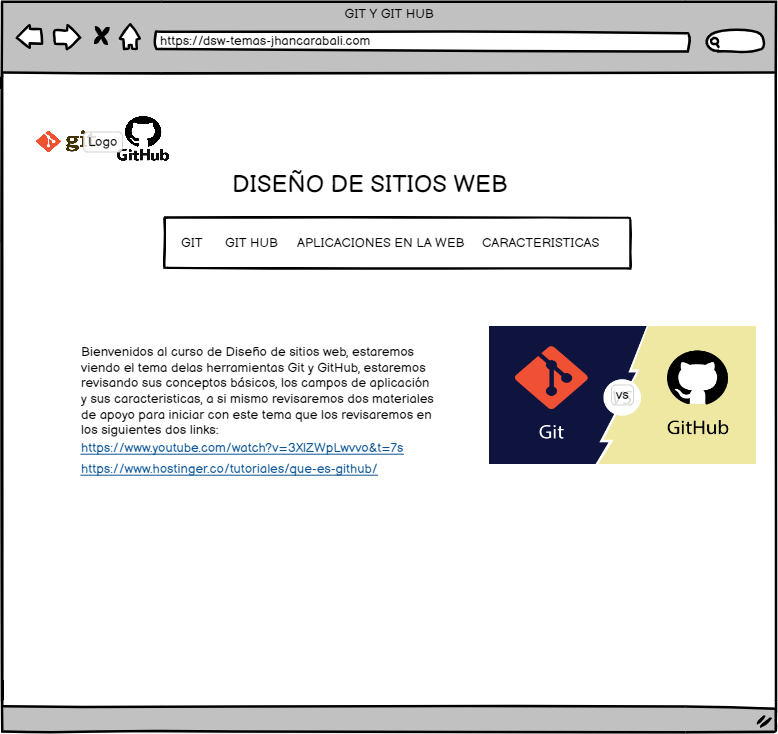 GIT Y GIT HUB
https://dsw-temas-jhancarabali.com
git Logo
GitHub
DISEÑO DE SITIOS WEB
GIT GIT HUB APLICACIONES EN LA WEB CARACTERISTICAS
Bienvenidos al curso de Diseño de sitios web, estaremos
viendo el tema delas herramientas Git y GitHub, estaremos
revisando sus conceptos básicos, los campos de aplicación
y sus caracteristicas, a si mismo revisaremos dos materiales
de apoyo para iniciar con este tema que los revisaremos en
los siguientes dos links:
https://www.youtube.com/watch?v=3XlZWpLwvvo&t=7s
https://www.hostinger.co/tutoriales/que-es-github/
Git
VS
GitHub